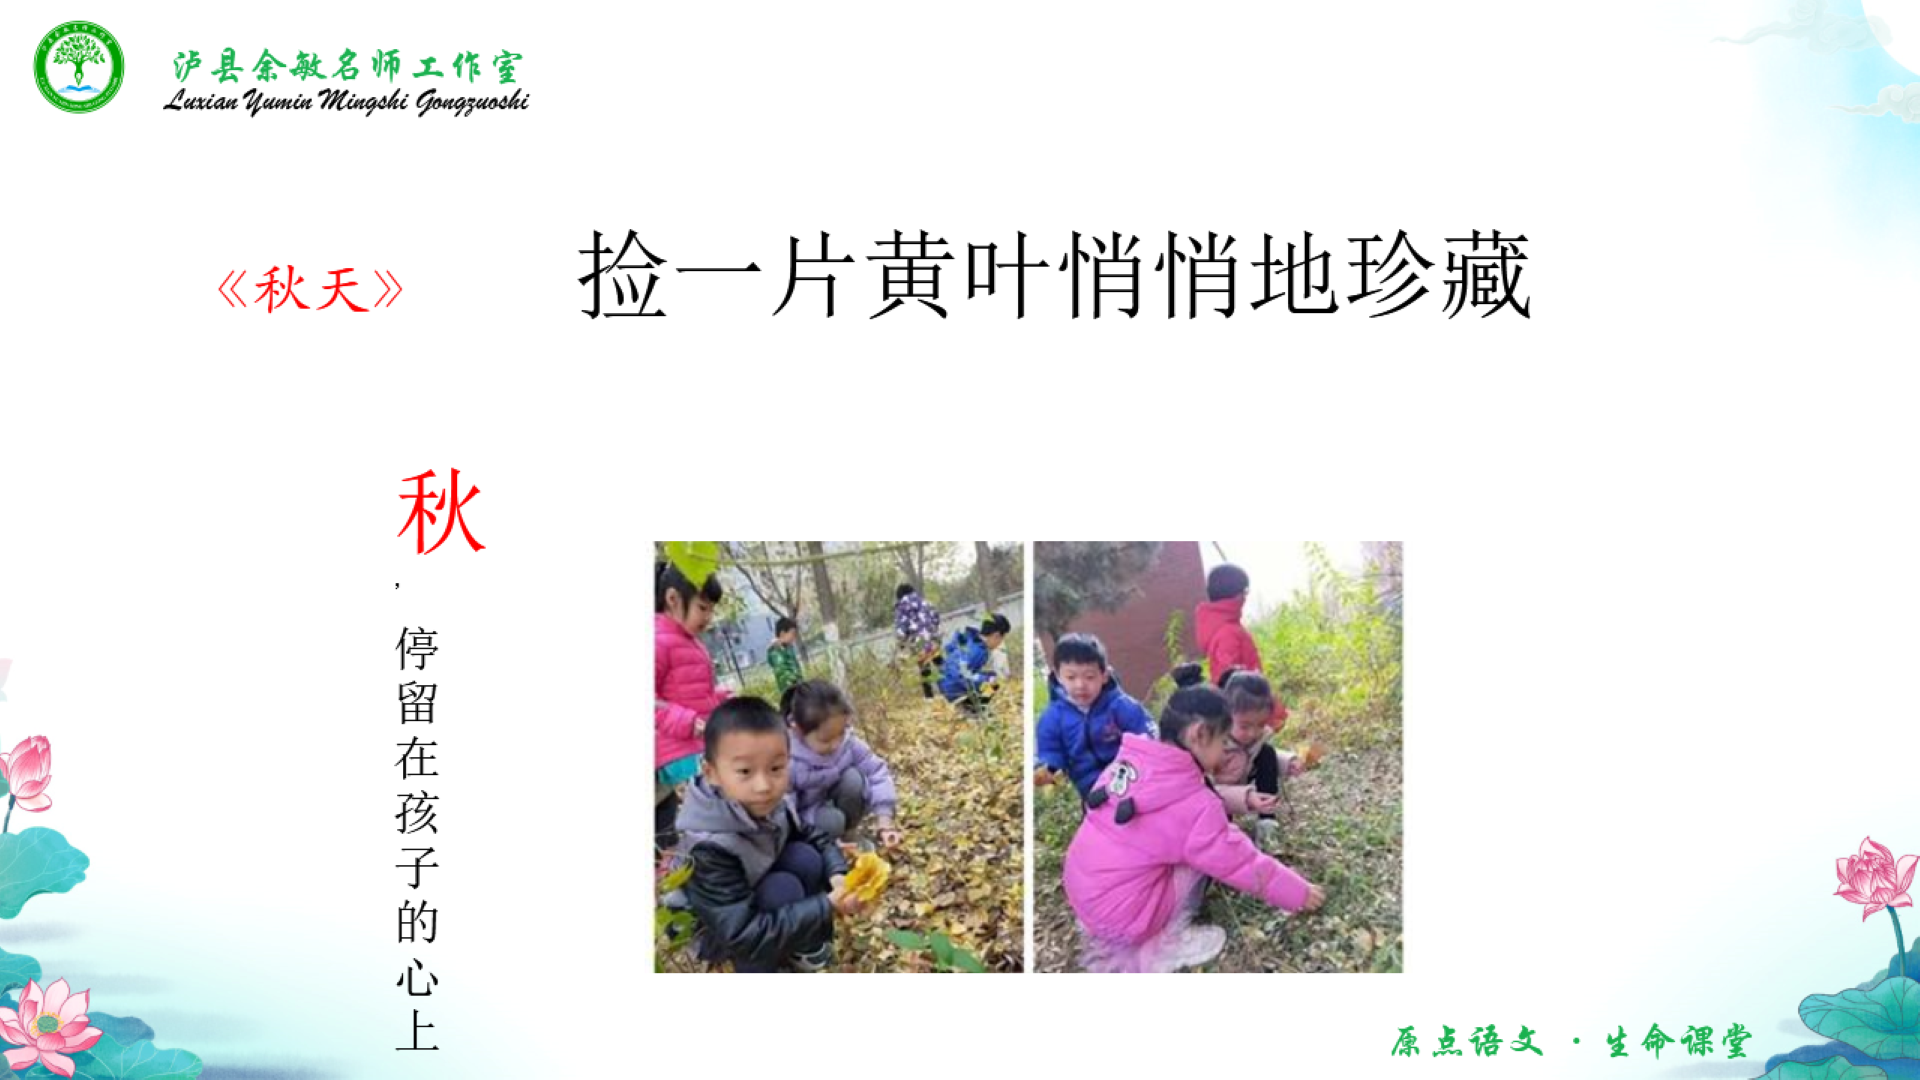 泸县余敏名师工作室
Luxian Yumin Mingshi Gongzuoshi
《秋天》
捡一片黄叶悄悄地珍藏
秋
,
停留在孩子的心上
原点语文·生命课堂